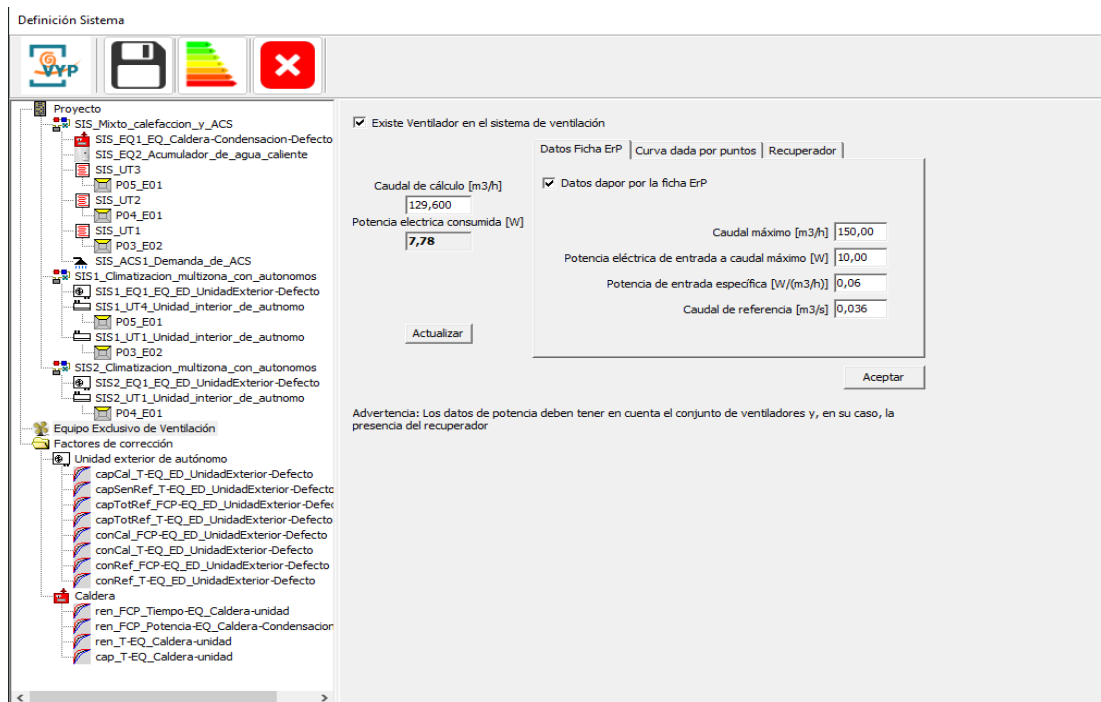 Definición Sistema
VYP
Proyecto
SIS_Mixto_calefaccion_y_ACS
SIS_EQ1_EQ_Caldera-Condensacion-Defecto
SIS_EQ2_Acumulador_de_agua_caliente
SIS_UT3
P05_E01
SIS_UT2
P04_E01
SIS_UT1
P03_E02
SIS_ACS1_Demanda_de_ACS
SIS1_Climatizacion_multizona_con_autonomos
SIS1_EQ1_EQ_ED_UnidadExterior-Defecto
SIS1_UT4_Unidad_interior_de_autnomo
P05_E01
SIS1_UT1_Unidad_interior_de_autnomo
P03_E02
SIS2_Climatizacion_multizona_con_autonomos
SIS2_EQ1_EQ_ED_UnidadExterior-Defecto
SIS2_UT1_Unidad_interior_de_autnomo
P04_E01
Equipo Exclusivo de Ventilación
Factores de corrección
Unidad exterior de autónomo
capCal_T-EQ_ED_UnidadExterior-Defecto
capSenRef_T-EQ_ED_UnidadExterior-Defecto
capTotRef_FCP-EQ_ED_UnidadExterior-Defec
capTotRef_T-EQ_ED_UnidadExterior-Defecto
conCal_FCP-EQ_ED_UnidadExterior-Defecto
conCal_T-EQ_ED_UnidadExterior-Defecto
conRef_FCP-EQ_ED_UnidadExterior-Defecto
conRef_T-EQ_ED_UnidadExterior-Defecto
Caldera
ren_FCP_Tiempo-EQ_Caldera-unidad
ren_FCP_Potencia-EQ_Caldera-Condensacion
ren_T-EQ_Caldera-unidad
cap_T-EQ_Caldera-unidad
Existe Ventilador en el sistema de ventilación
Caudal de cálculo [m3/h]
129,600
Potencia electrica consumida [W]
7,78
Actualizar
Datos Ficha ErP Curva dada por puntos Recuperador
Datos dapor por la ficha ErP
Caudal máximo [m3/h] 150,00
Potencia eléctrica de entrada a caudal máximo [W] 10,00
Potencia de entrada específica [W/(m3/h)] 0,06
Caudal de referencia [m3/s] 0,036
Aceptar
Advertencia: Los datos de potencia deben tener en cuenta el conjunto de ventiladores y, en su caso, la
presencia del recuperador